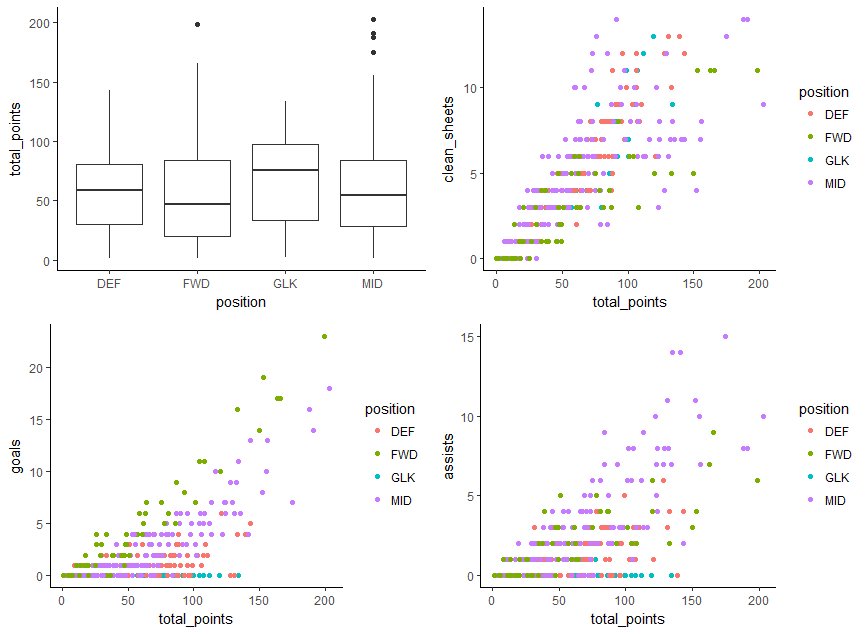 200
150
100
50
0
total_points
DEF FWD GLK MID
position
10
5
0
clean_sheets
0 50 100 150 200
total_points
position
DEF
FWD
GLK
MID
20
15
10
5
0
goals
0 50 100 150 200
total_points
position
DEF
FWD
GLK
MID
15
10
5
0
assists
0 50 100 150 200
total_points
position
DEF
FWD
GLK
MID